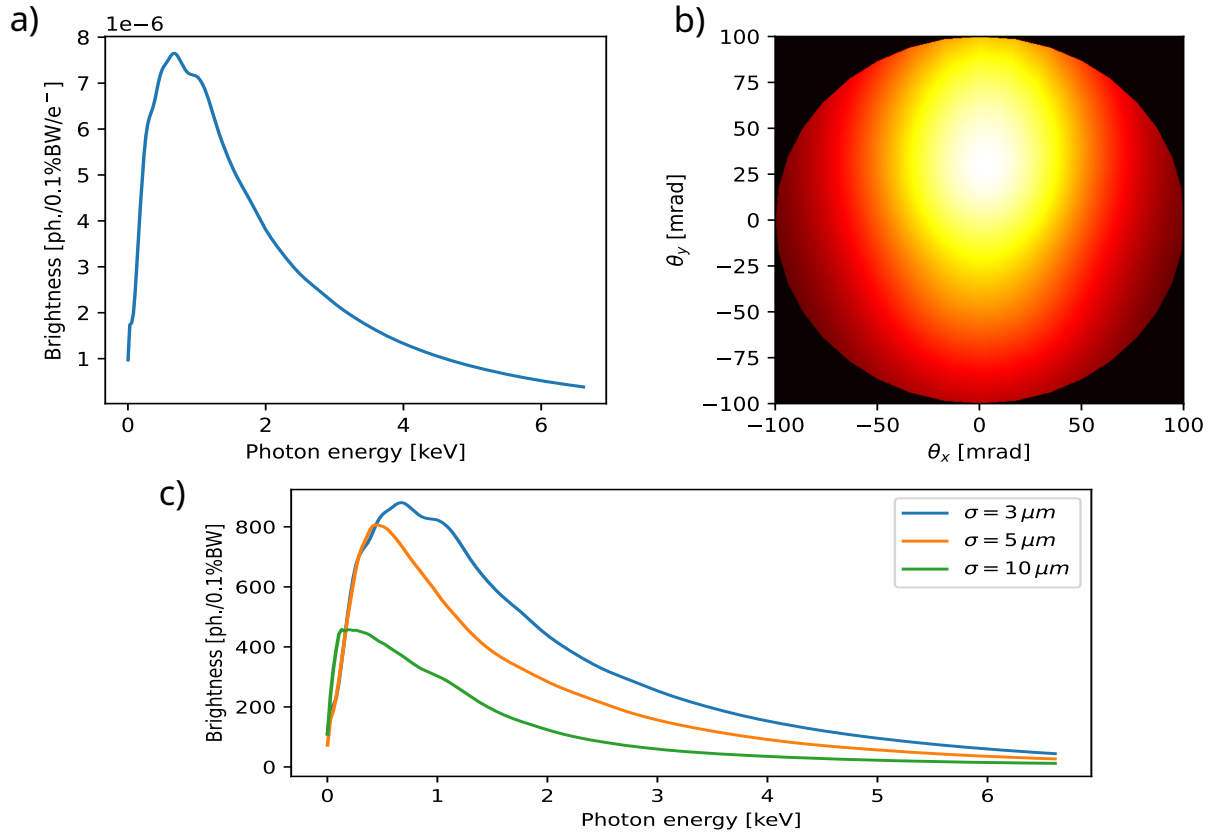 a)
1e−6
8
7
6
5
4
3
2
1
Brightness [ph./0.1%BW/e⁻]
0
2
4
6
Photon energy [keV]
b)
100
75
50
25
0
−25
−50
−75
−100
θy [mrad]
−100
−50
0
50
100
θx [mrad]
c)
800
600
400
200
0
Brightness [ph./0.1%BW]
σ = 3 μm
σ = 5 μm
σ = 10 μm
0
1
2
3
4
5
6
Photon energy [keV]